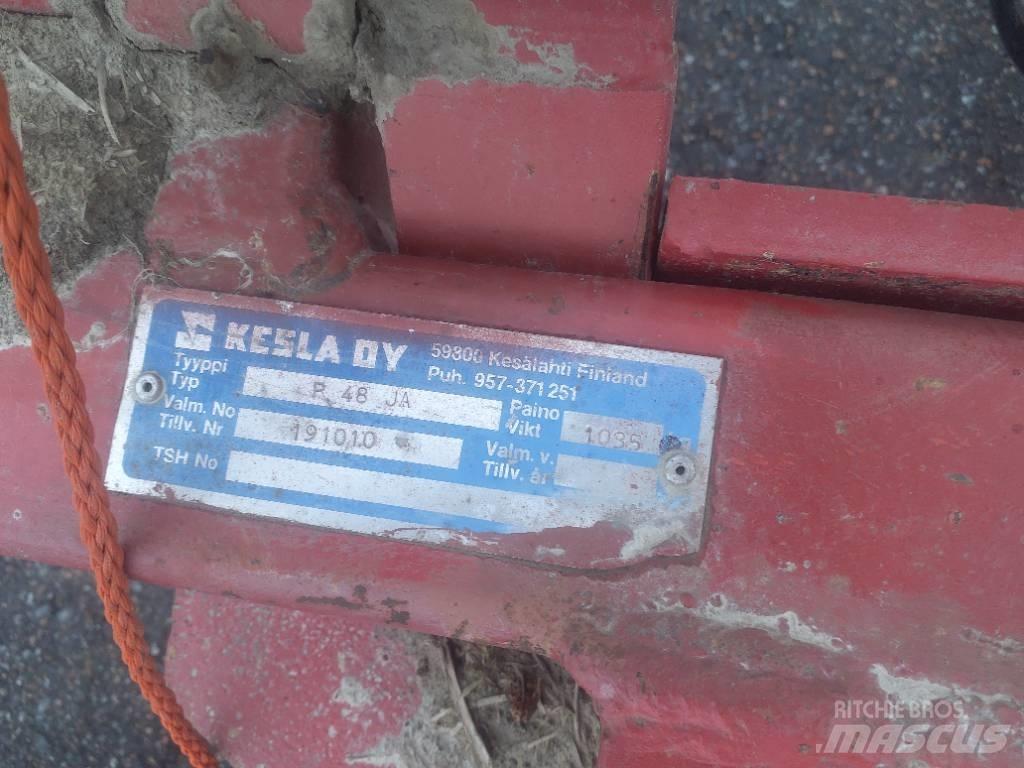 KESLA OY 59800 Kesälahti Finland
Puh. 957-371 251
Tyyppi
Typ P 48 JA
Paino
Vikt 1035
Valm. No
Tillv. Nr 191010
Valm. v.
Tillv. år
TSH No
RITCHIE BROS.
MASCUS